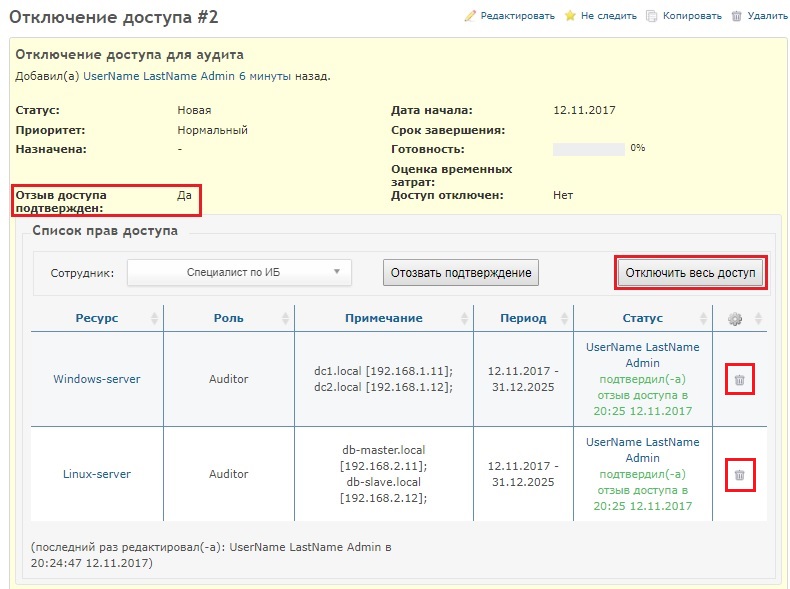 Отключение доступа #2
Редактировать Не следить Копировать Удалить
Отключение доступа для аудита
Добавил(а) UserName LastName Admin 6 минуты назад.
Статус: Новая Дата начала: 12.11.2017
Приоритет: Нормальный Срок завершения:
Назначена: - Готовность: 0%
Оценка временных
затрат:
Отзыв доступа Да Доступ отключен: Нет
подтвержден:
Список прав доступа
Сотрудник: Специалист по ИБ Отозвать подтверждение Отключить весь доступ
Ресурс Роль Примечание Период Статус
UserName LastName
Admin
Windows-server Auditor dc1.local [192.168.1.11]; 12.11.2017 - подтвердил(-а)
dc2.local [192.168.1.12]; 31.12.2025 отзыв доступа в
20:25 12.11.2017
UserName LastName
db-master.local Admin
Linux-server Auditor [192.168.2.11]; 12.11.2017 - подтвердил(-а)
db-slave.local 31.12.2025 отзыв доступа в
[192.168.2.12]; 20:25 12.11.2017
(последний раз редактировал(-а): UserName LastName Admin в
20:24:47 12.11.2017)